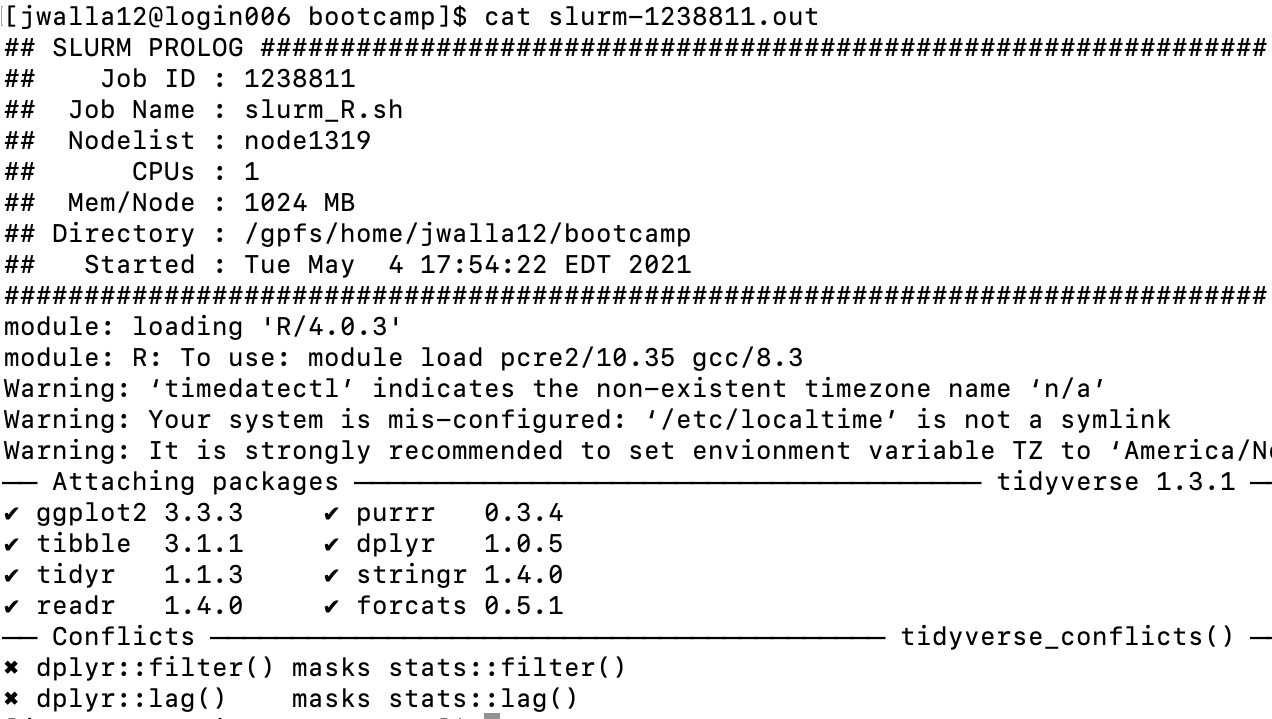 [jwalla12@login006 bootcamp]$ cat slurm-1238811.out
## SLURM PROLOG ###############################################################
##    Job ID : 1238811
##  Job Name : slurm_R.sh
##  Nodelist : node1319
##      CPUs : 1
##  Mem/Node : 1024 MB
## Directory : /gpfs/home/jwalla12/bootcamp
##   Started : Tue May  4 17:54:22 EDT 2021
###############################################################################
module: loading 'R/4.0.3'
module: R: To use: module load pcre2/10.35 gcc/8.3
Warning: ‘timedatectl’ indicates the non-existent timezone name ‘n/a’
Warning: Your system is mis-configured: ‘/etc/localtime’ is not a symlink
Warning: It is strongly recommended to set envionment variable TZ to ‘America/Ne
── Attaching packages ─────────────────────────────────────── tidyverse 1.3.1 ──
✔ ggplot2 3.3.3     ✔ purrr   0.3.4
✔ tibble  3.1.1     ✔ dplyr   1.0.5
✔ tidyr   1.1.3     ✔ stringr 1.4.0
✔ readr   1.4.0     ✔ forcats 0.5.1
── Conflicts ────────────────────────────────────────── tidyverse_conflicts() ──
✖ dplyr::filter() masks stats::filter()
✖ dplyr::lag()    masks stats::lag()